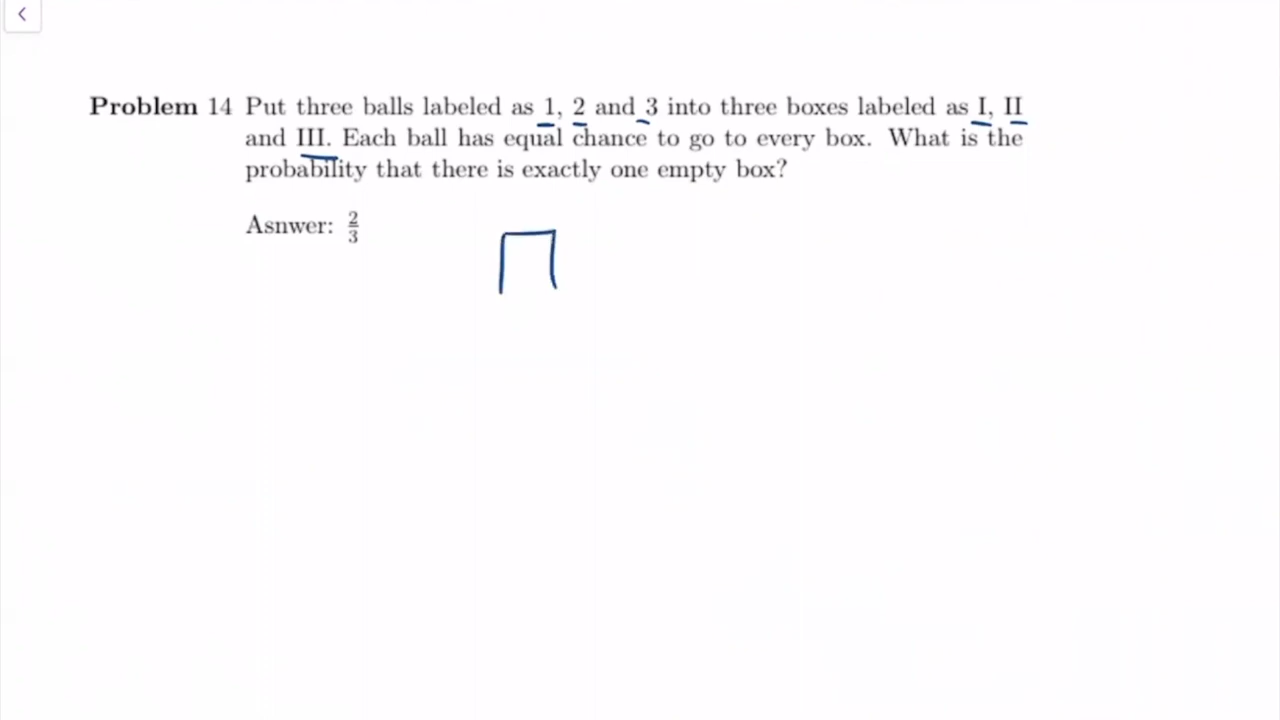 Problem 14 Put three balls labeled as 1, 2 and 3 into three boxes labeled as I, II
and III. Each ball has equal chance to go to every box. What is the
probability that there is exactly one empty box?
Asnwer: 2/3